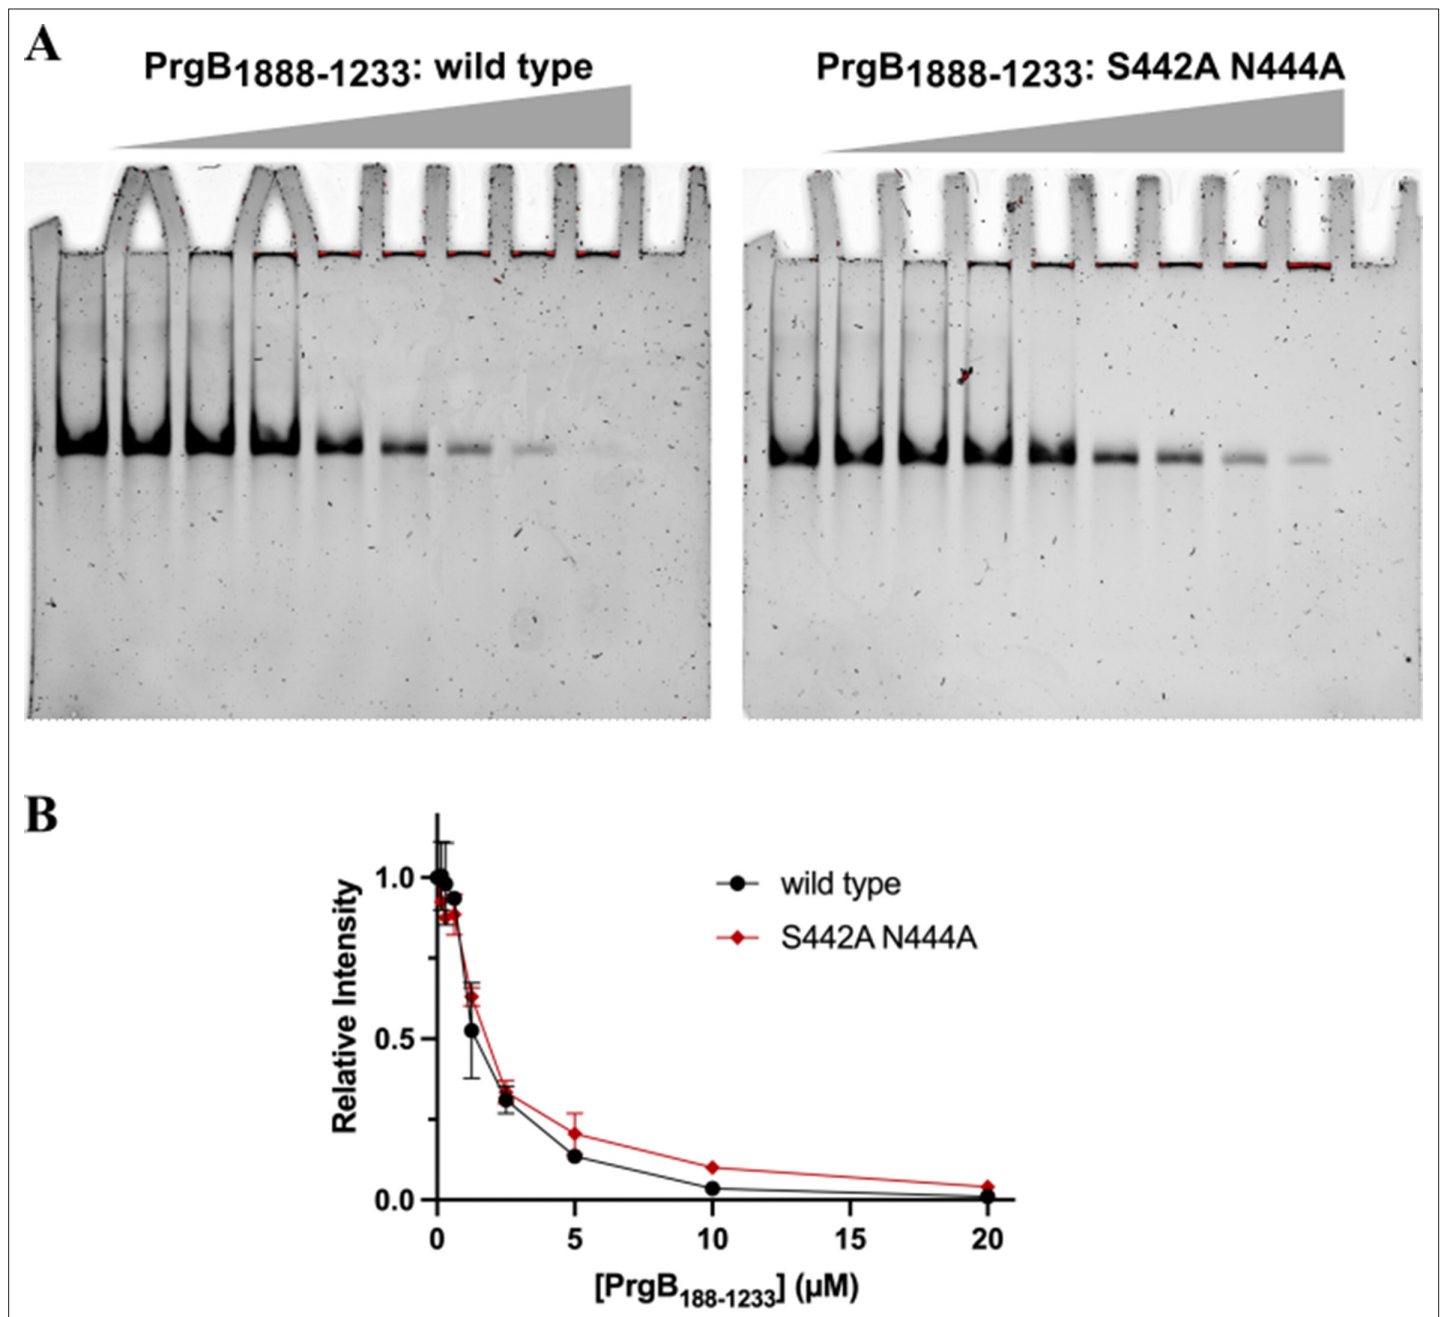 A
PrgB1888-1233: wild type
PrgB1888-1233: S442A N444A
B
1.0
0.5
0.0
Relative Intensity
wild type
S442A N444A
0 5 10 15 20
[PrgB188-1233] (µM)